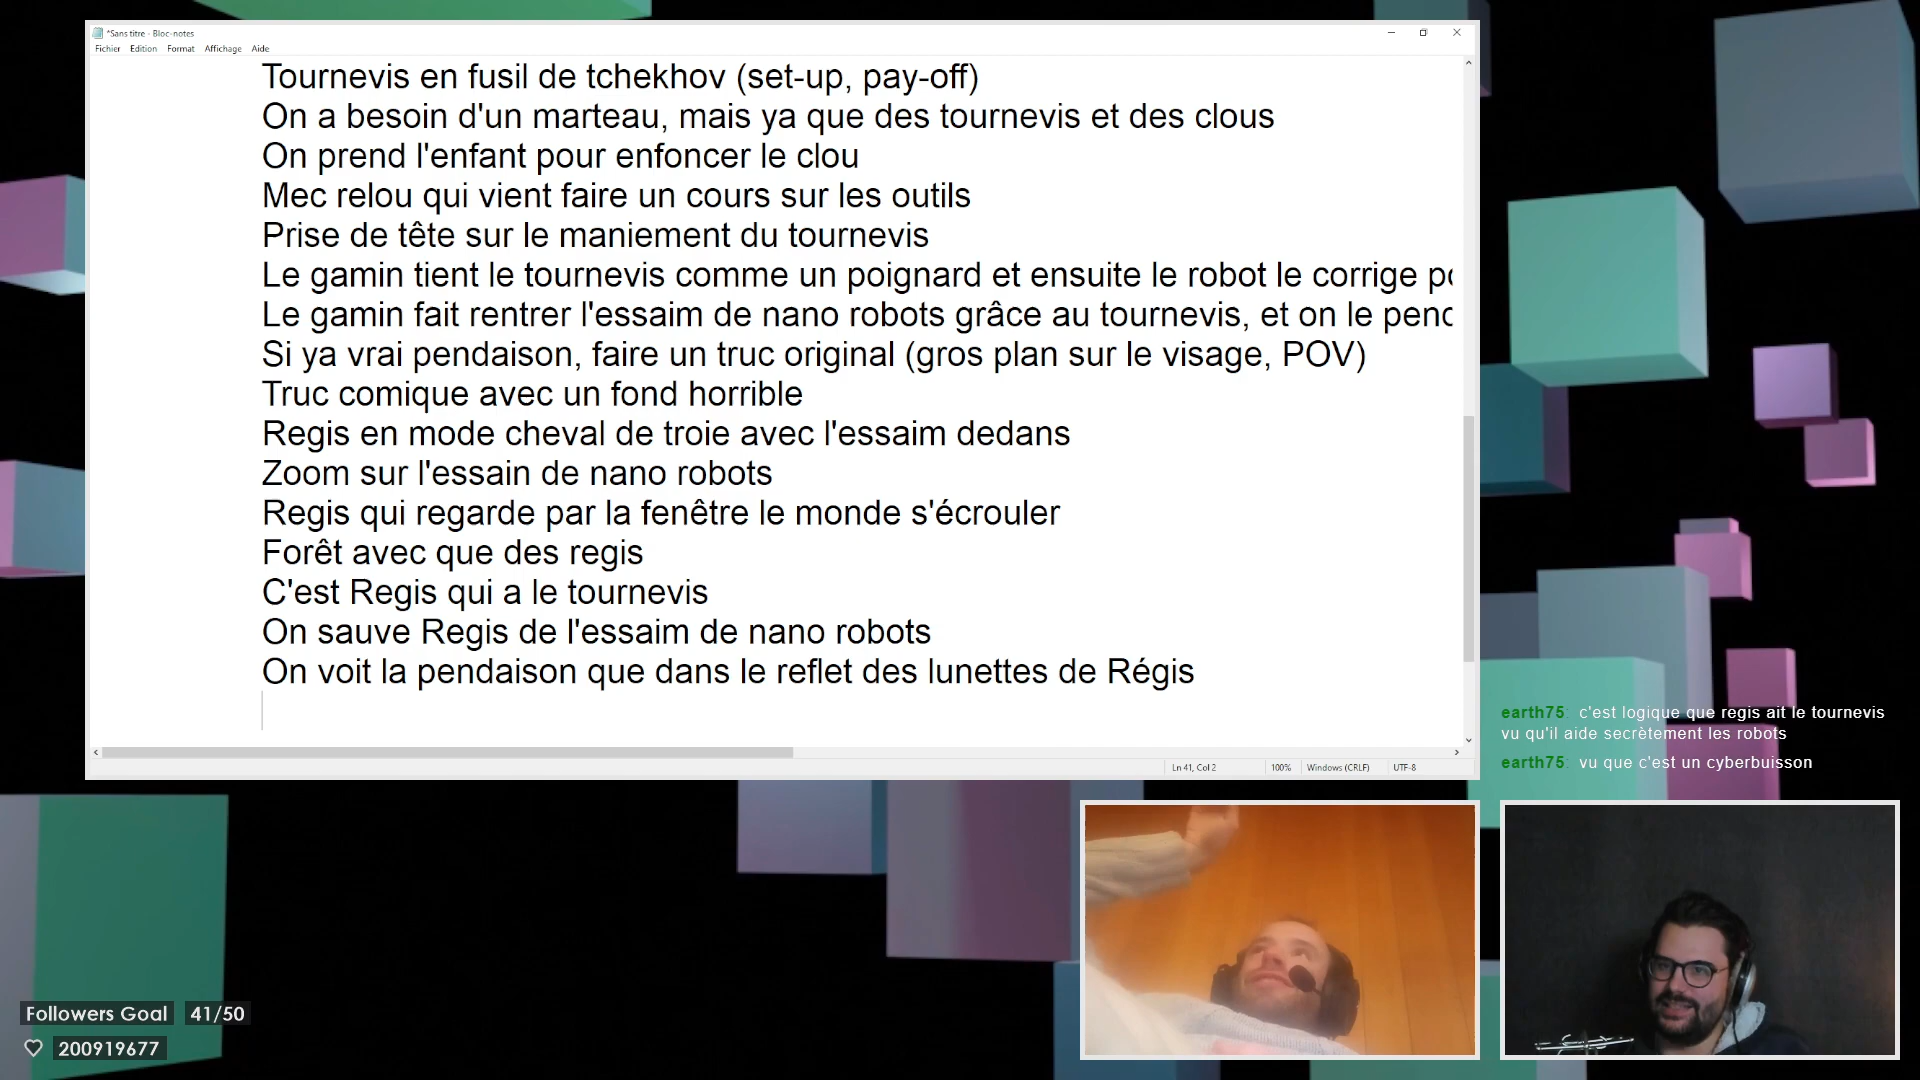 *Sans titre - Bloc-notes
Fichier Edition Format Affichage Aide
Tournevis en fusil de tchekhov (set-up, pay-off)
On a besoin d'un marteau, mais ya que des tournevis et des clous
On prend l'enfant pour enfoncer le clou
Mec relou qui vient faire un cours sur les outils
Prise de tête sur le maniement du tournevis
Le gamin tient le tournevis comme un poignard et ensuite le robot le corrige
Le gamin fait rentrer l'essaim de nano robots grâce au tournevis, et on le
Si ya vrai pendaison, faire un truc original (gros plan sur le visage, POV)
Truc comique avec un fond horrible
Regis en mode cheval de troie avec l'essaim dedans
Zoom sur l'essain de nano robots
Regis qui regarde par la fenêtre le monde s'écrouler
Forêt avec que des regis
C'est Regis qui a le tournevis
On sauve Regis de l'essaim de nano robots
On voit la pendaison que dans le reflet des lunettes de Régis
Ln 41, Col 2 100% Windows (CRLF) UTF-8
earth75: c'est logique que regis ait le tournevis
vu qu'il aide secrètement les robots
earth75: vu que c'est un cyberbuisson
Followers Goal 41/50
200919677